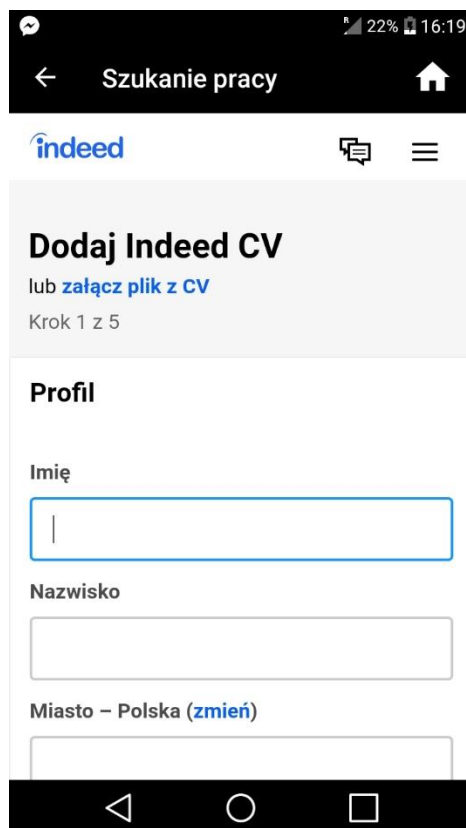 R 22% 16:19
Szukanie pracy
indeed
Dodaj Indeed CV
lub załącz plik z CV
Krok 1 z 5
Profil
Imię
Nazwisko
Miasto – Polska (zmień)